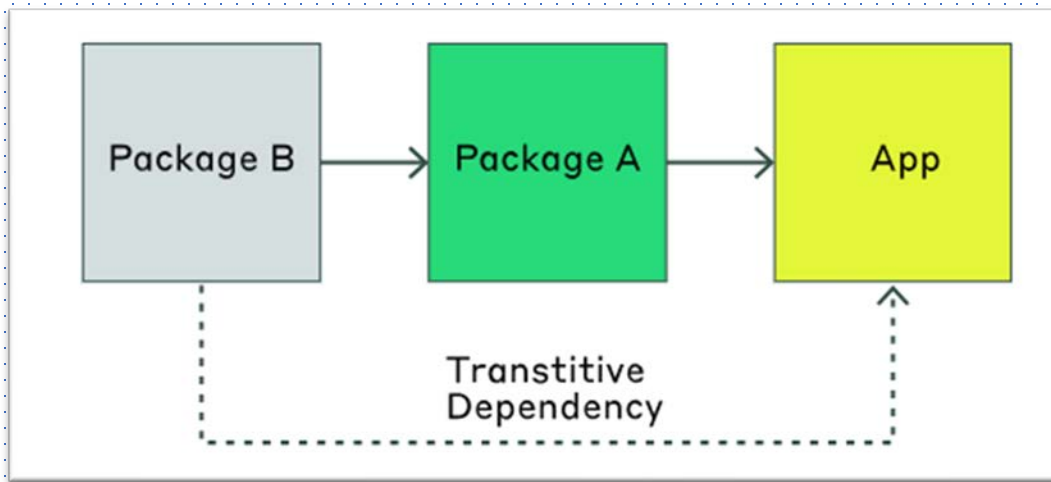 Package B
Package A
App
Transtitive
Dependency